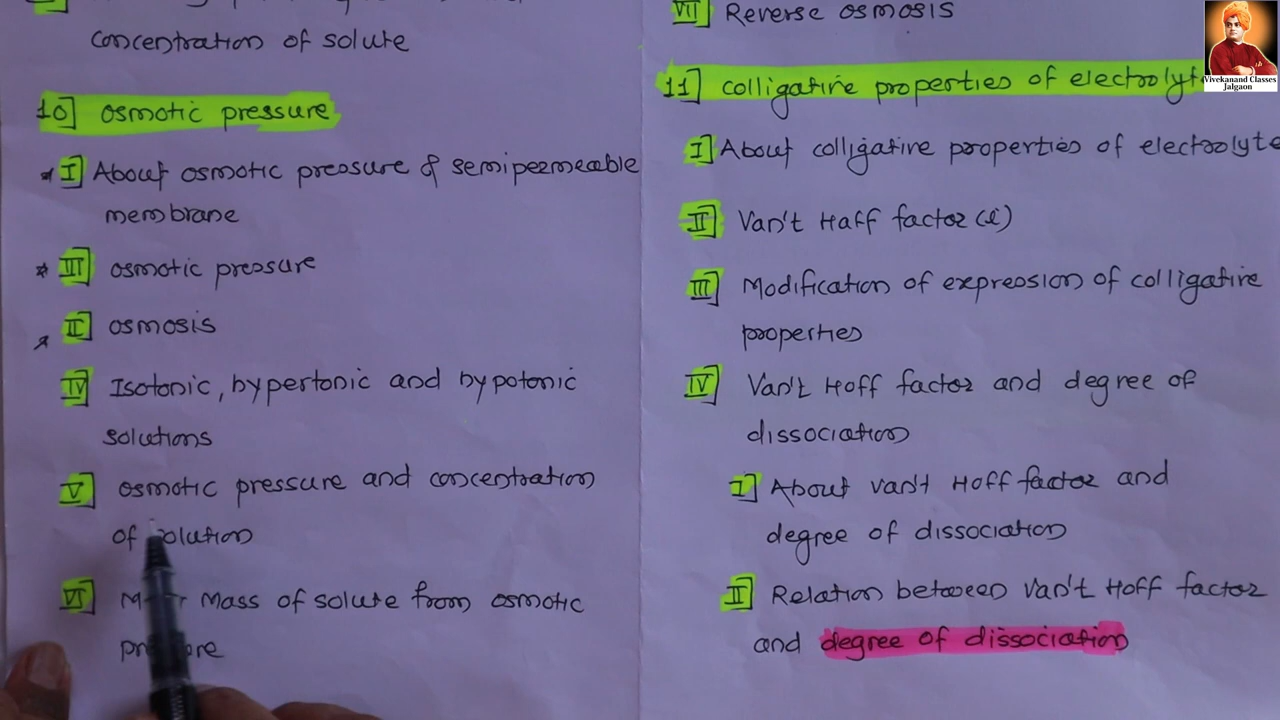 concentration of solute
10] osmotic pressure
I] About osmotic pressure & semipermeable
membrane
III] osmotic pressure
II] osmosis
IV] Isotonic, hypertonic and hypotonic
solutions
V] osmotic pressure and concentration
of solution
VI] Mass of solute from osmotic
VII] Reverse osmosis
11] colligative properties of
I] About colligative properties of electrolyte
II] Van't Haff factor (i)
III] Modification of expression of colligative
properties
IV] Van't Hoff factor and degree of
dissociation
I] About van't Hoff factor and
degree of dissociation
II] Relation between Van't Hoff factor
and degree of dissociation
Vivekanand Classes
Jalgaon